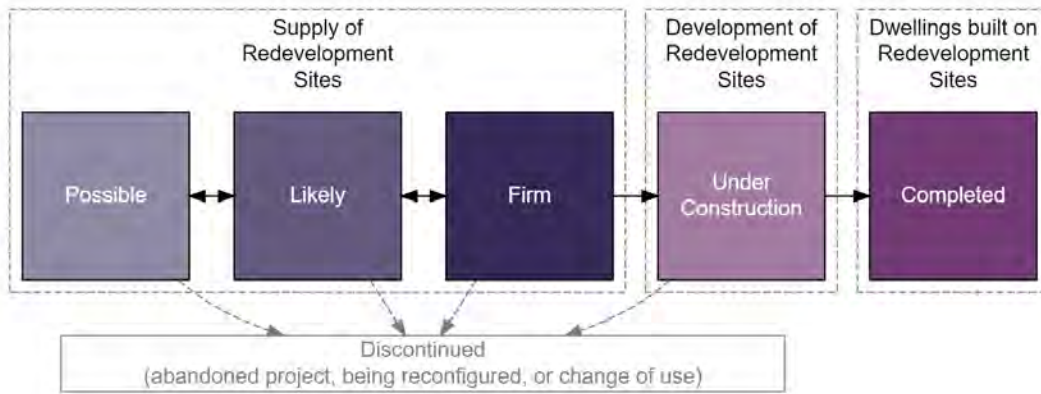 Supply of
Redevelopment
Sites
Development of
Redevelopment
Sites
Dwellings built on
Redevelopment
Sites
Possible
Likely
Firm
Under
Construction
Completed
Discontinued
(abandoned project, being reconfigured, or change of use)